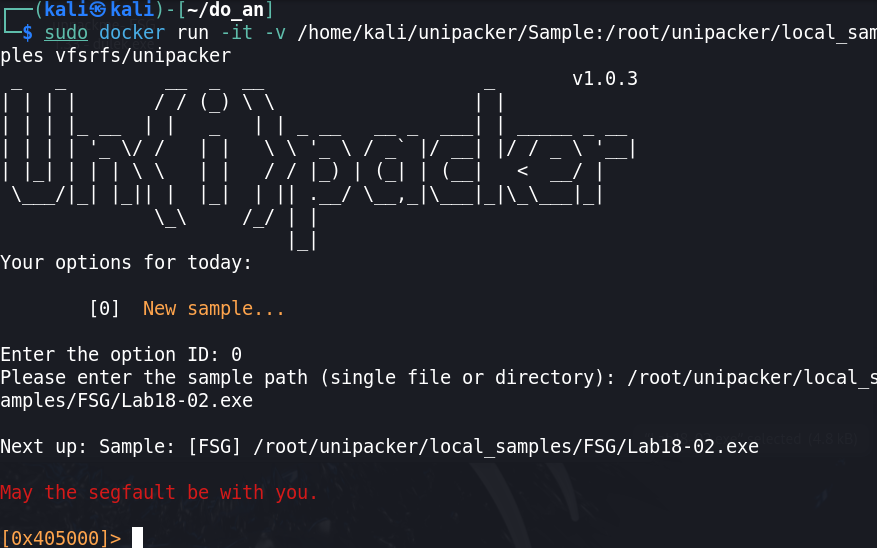 ┌──(kali㉿kali)-[~/do_an]
└─$ sudo docker run -it -v /home/kali/unipacker/Sample:/root/unipacker/local_sam
ples vfsrfs/unipacker
 _   _         __  _  __                    _       v1.0.3
| | | |       / / (_) \ \                  | |
| | | |_ __  | |   _   | | _ __   __ _  ___| | _____ _ __
| | | | '_ \/ /   | |   \ \ '_ \ / _` |/ __| |/ / _ \ '__|
| |_| | | | \ \   | |   / / |_) | (_| | (__|   <  __/ |
 \___/|_| |_|| |  |_|  | || .__/ \__,_|\___|_|\_\___|_|
              \_\     /_/ | |
                          |_|
Your options for today:
[0]  New sample...
Enter the option ID: 0
Please enter the sample path (single file or directory): /root/unipacker/local_s
amples/FSG/Lab18-02.exe
Next up: Sample: [FSG] /root/unipacker/local_samples/FSG/Lab18-02.exe
May the segfault be with you.
[0x405000]>